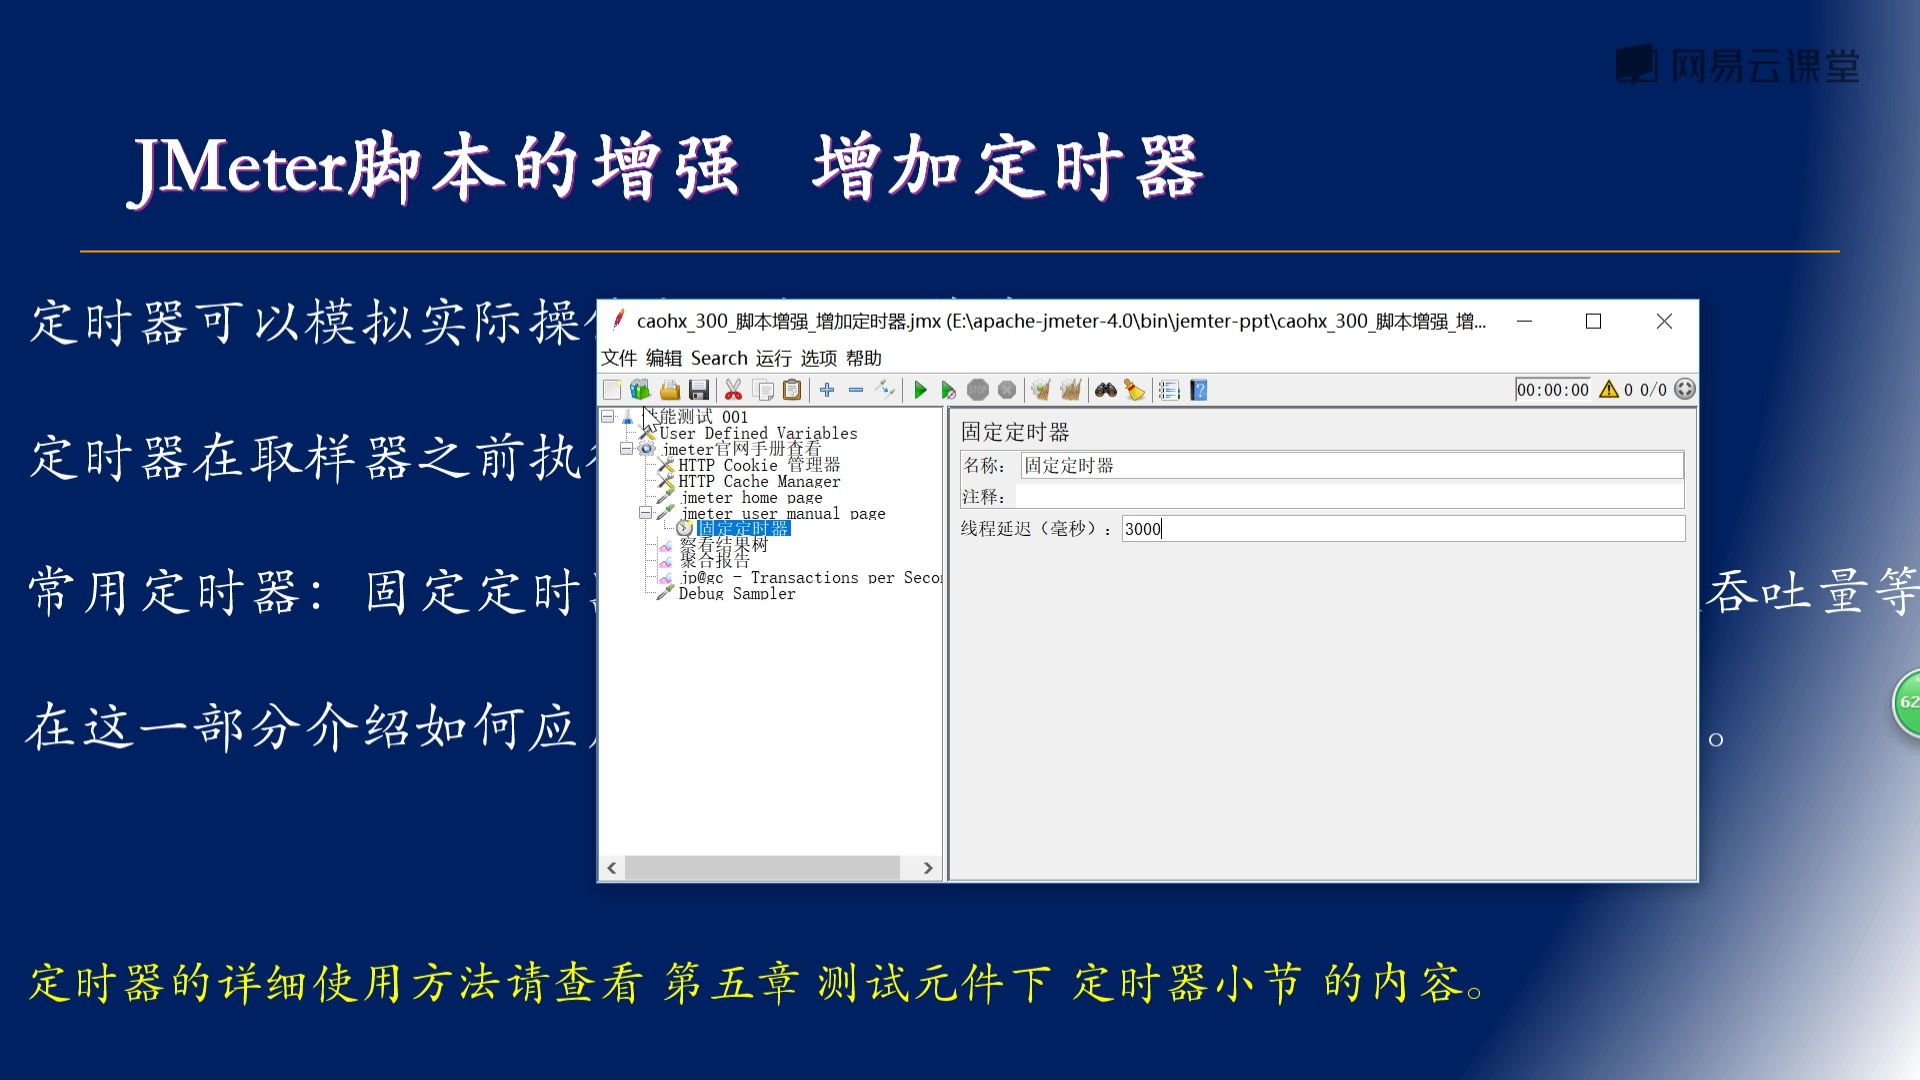 网易云课堂
JMeter脚本的增强 增加定时器
定时器可以模拟实际操
定时器在取样器之前执
常用定时器：固定定时
吞吐量等
在这一部分介绍如何应
。
定时器的详细使用方法请查看 第五章 测试元件下 定时器小节 的内容。
caohx_300_脚本增强_增加定时器.jmx (E:\apache-jmeter-4.0\bin\jemter-ppt\caohx_300_脚本增强_增...
文件 编辑 Search 运行 选项 帮助
00:00:00 0 0/0
性能测试 001
User Defined Variables
jmeter官网手册查看
HTTP Cookie 管理器
HTTP Cache Manager
jmeter home page
jmeter user manual page
固定定时器
察看结果树
聚合报告
jp@gc - Transactions per Secon
Debug Sampler
固定定时器
名称： 固定定时器
注释：
线程延迟（毫秒）： 3000
62